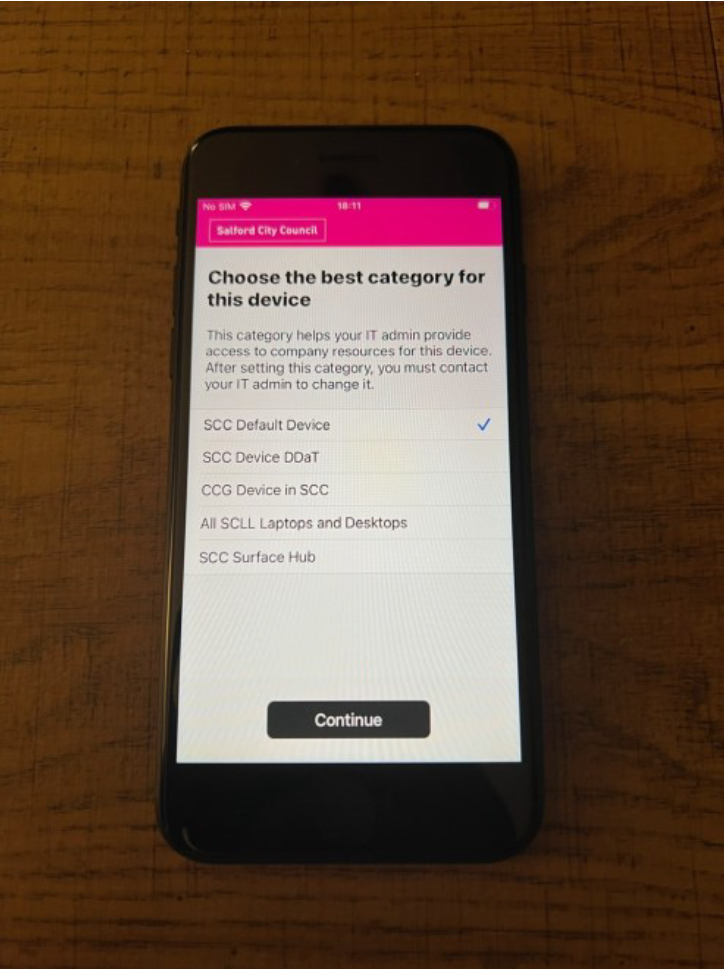 No SIM 18:11
Salford City Council
Choose the best category for
this device
This category helps your IT admin provide
access to company resources for this device.
After setting this category, you must contact
your IT admin to change it.
SCC Default Device
SCC Device DDaT
CCG Device in SCC
All SCLL Laptops and Desktops
SCC Surface Hub
Continue